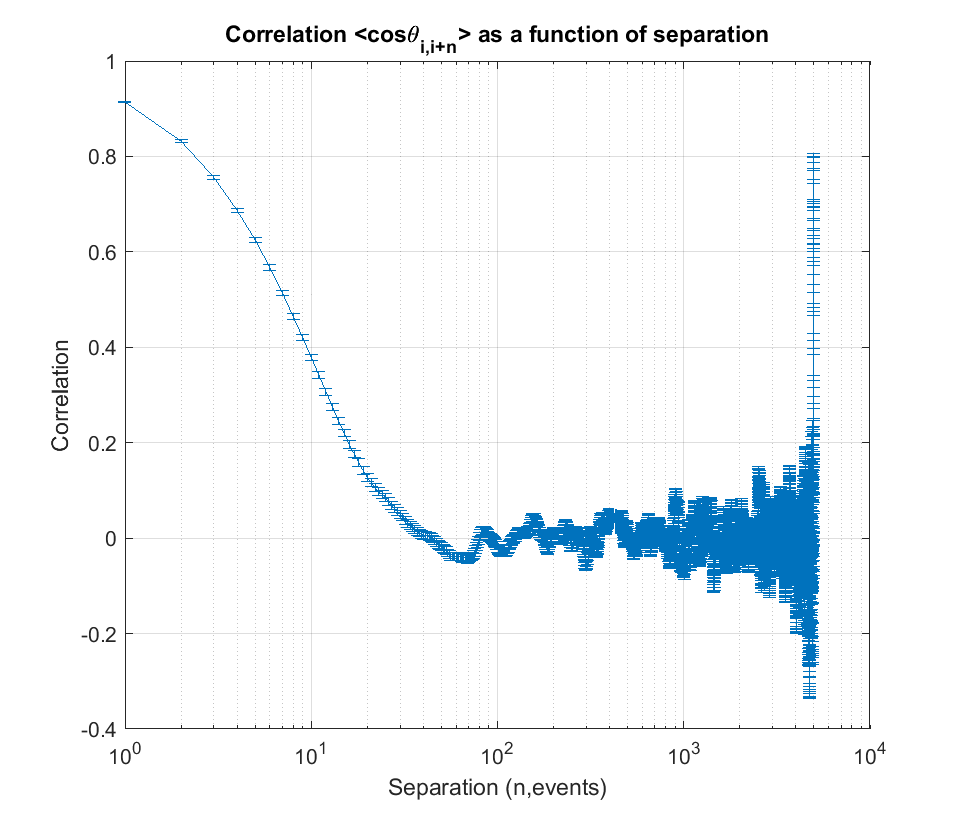 Correlation <cosθi,i+n> as a function of separation
1
0.8
0.6
0.4
0.2
0
-0.2
-0.4
Correlation
10^0 10^1 10^2 10^3 10^4
Separation (n,events)